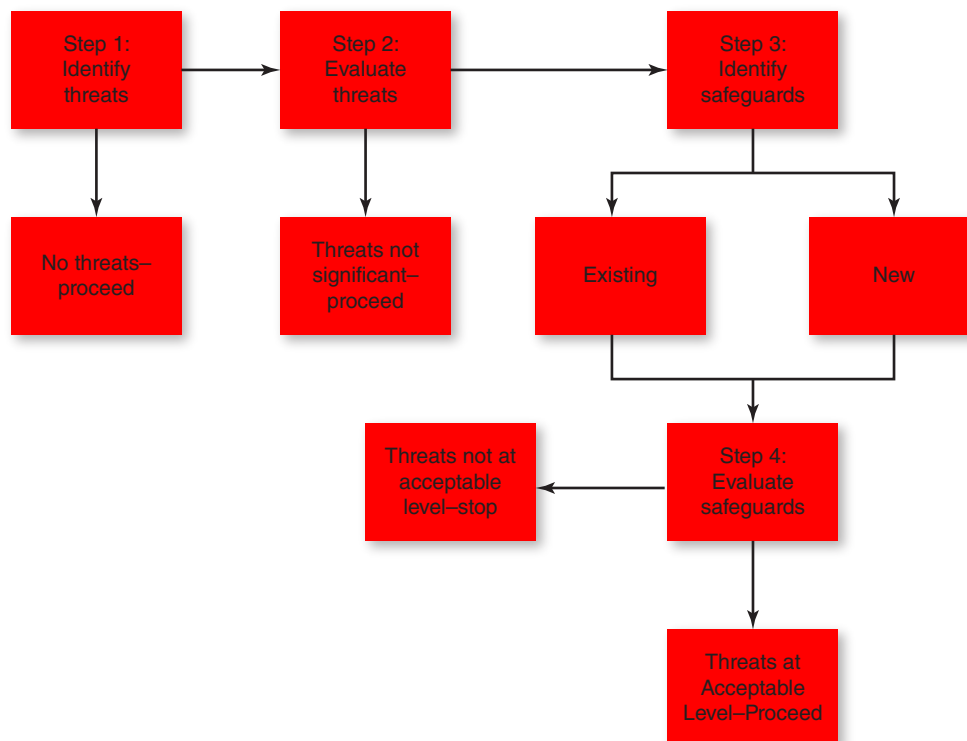 Step 1:
Identify
threats
Step 2:
Evaluate
threats
Step 3:
Identify
safeguards
No threats–
proceed
Threats not
significant–
proceed
Existing
New
Threats not at
acceptable
level–stop
Step 4:
Evaluate
safeguards
Threats at
Acceptable
Level–Proceed